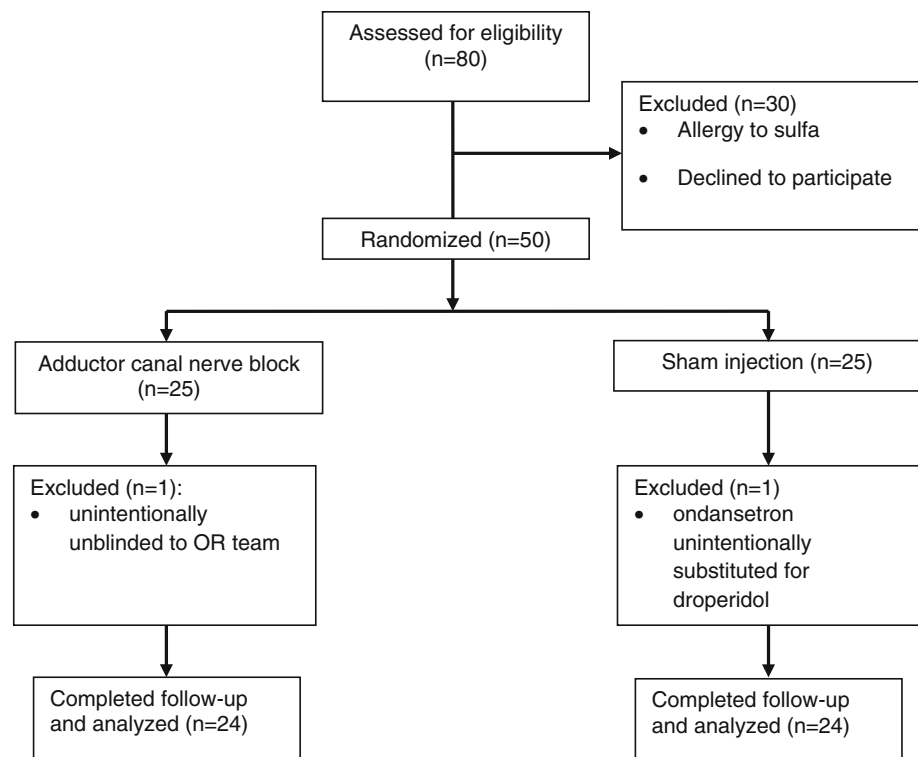 Assessed for eligibility
(n=80)
Excluded (n=30)
• Allergy to sulfa
• Declined to participate
Randomized (n=50)
Adductor canal nerve block
(n=25)
Sham injection (n=25)
Excluded (n=1):
• unintentionally
unblinded to OR team
Excluded (n=1)
• ondansetron
unintentionally
substituted for
droperidol
Completed follow-up
and analyzed (n=24)
Completed follow-up
and analyzed (n=24)